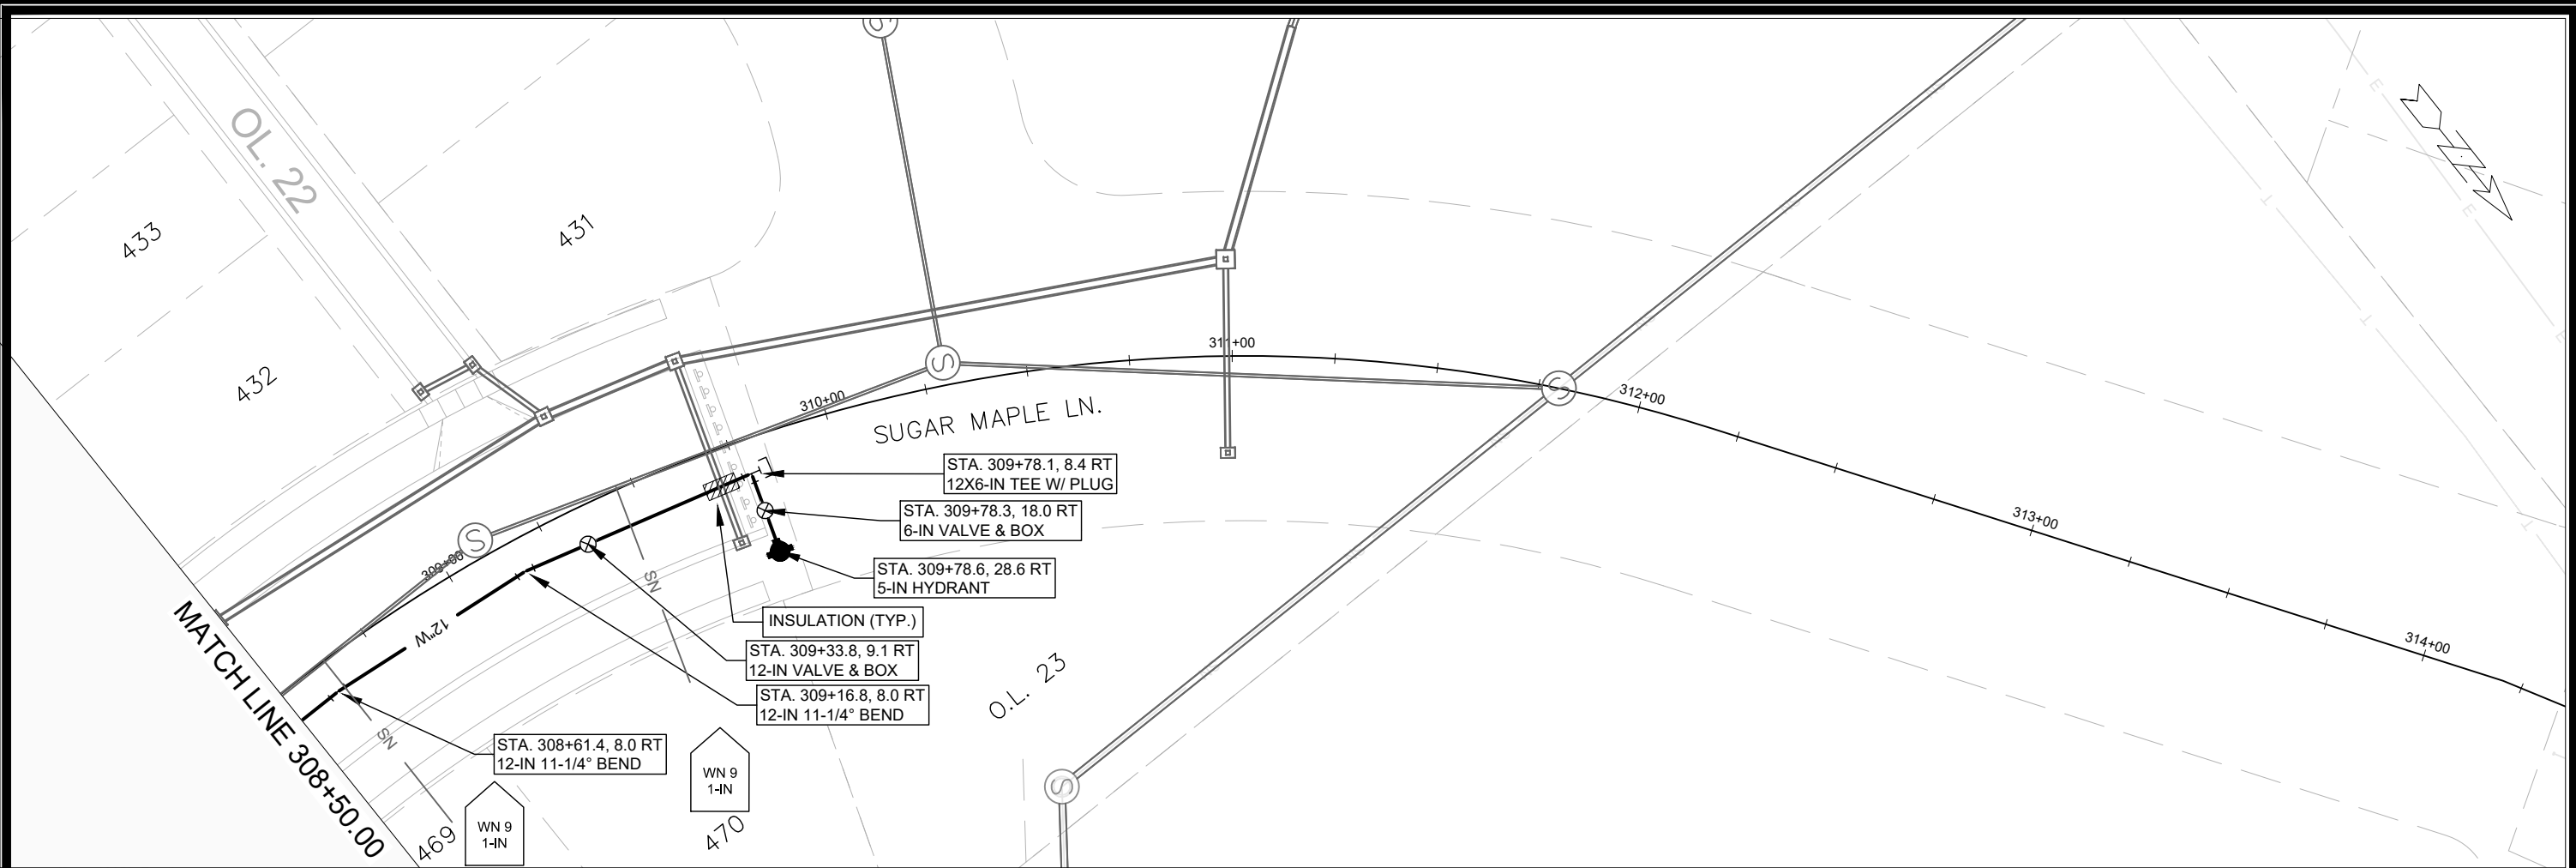 OL. 22
433
431
432
311+00
310+00
312+00
SUGAR MAPLE LN.
STA. 309+78.1, 8.4 RT
12X6-IN TEE W/ PLUG
STA. 309+78.3, 18.0 RT
6-IN VALVE & BOX
313+00
309+00
STA. 309+78.6, 28.6 RT
5-IN HYDRANT
INSULATION (TYP.)
12"W
STA. 309+33.8, 9.1 RT
12-IN VALVE & BOX
314+00
STA. 309+16.8, 8.0 RT
12-IN 11-1/4° BEND
O.L. 23
STA. 308+61.4, 8.0 RT
12-IN 11-1/4° BEND
MATCH LINE 308+50.00
WN 9
1-IN
WN 9
1-IN
469
470
SN
SN
S
S
S
S
S
E
E
E
T
T
T